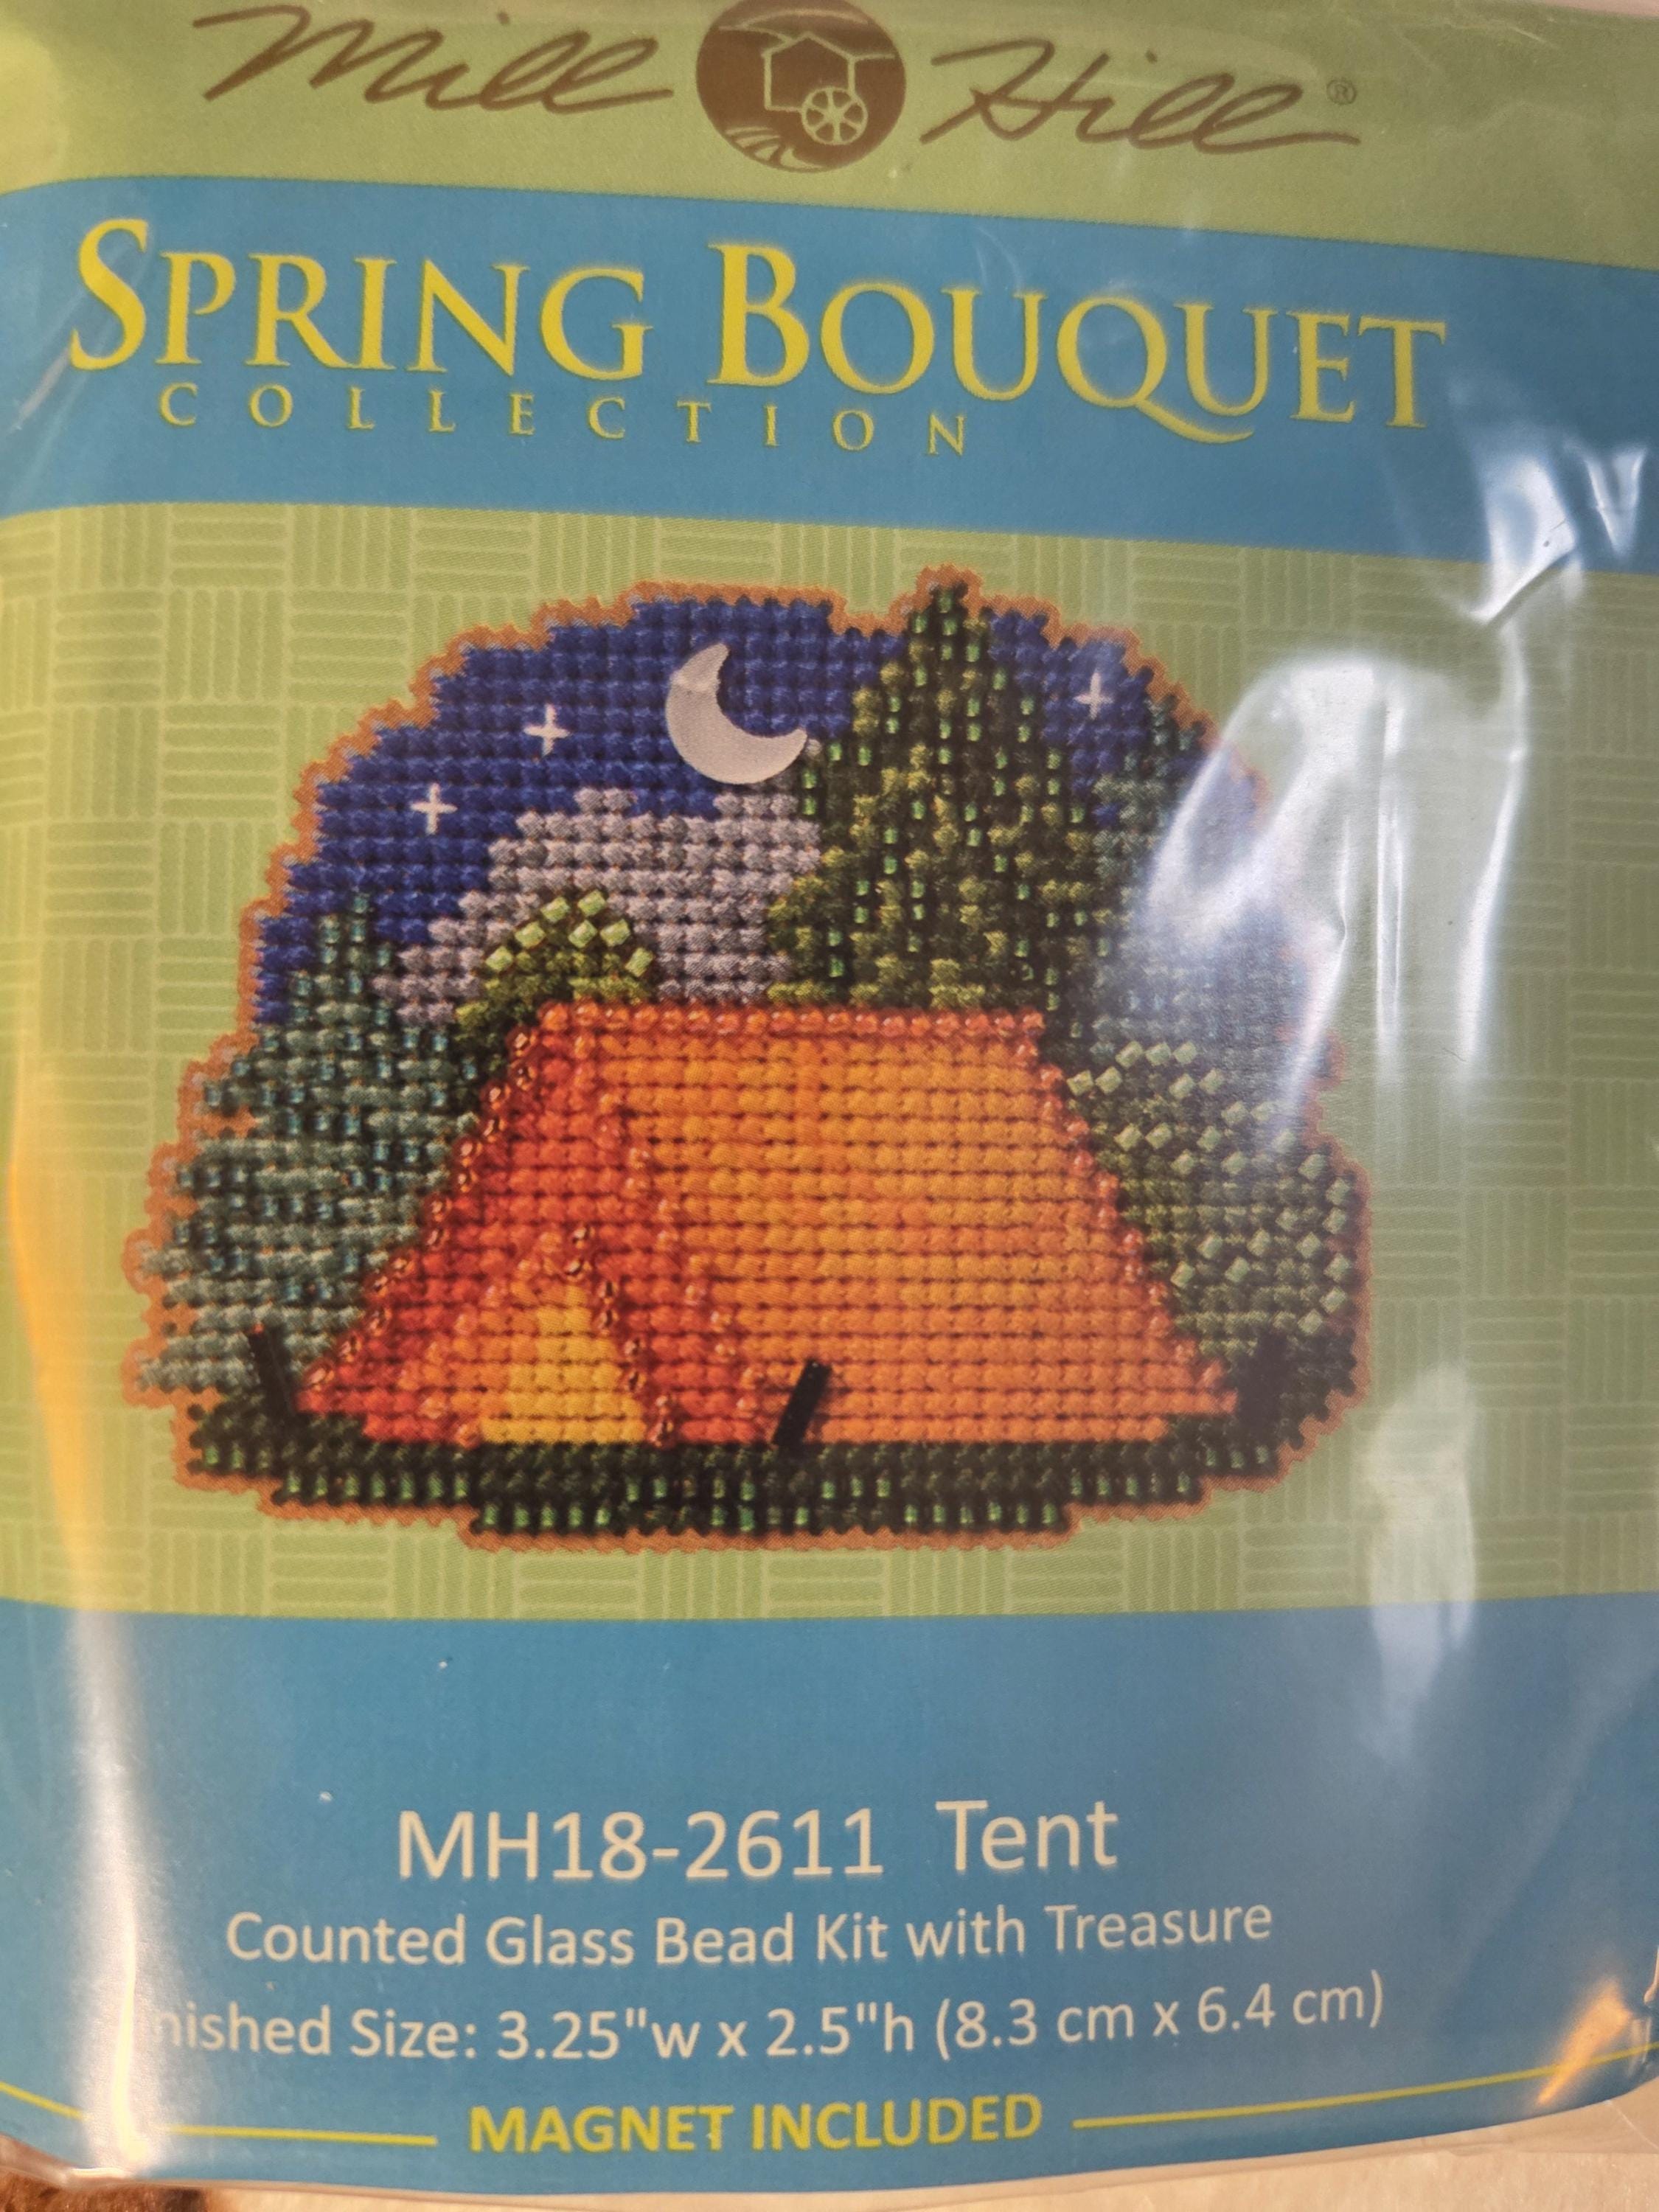 Mill Hill®
SPRING BOUQUET
COLLECTION
MH18-2611 Tent
Counted Glass Bead Kit with Treasure
nished Size: 3.25"w x 2.5"h (8.3 cm x 6.4 cm)
MAGNET INCLUDED